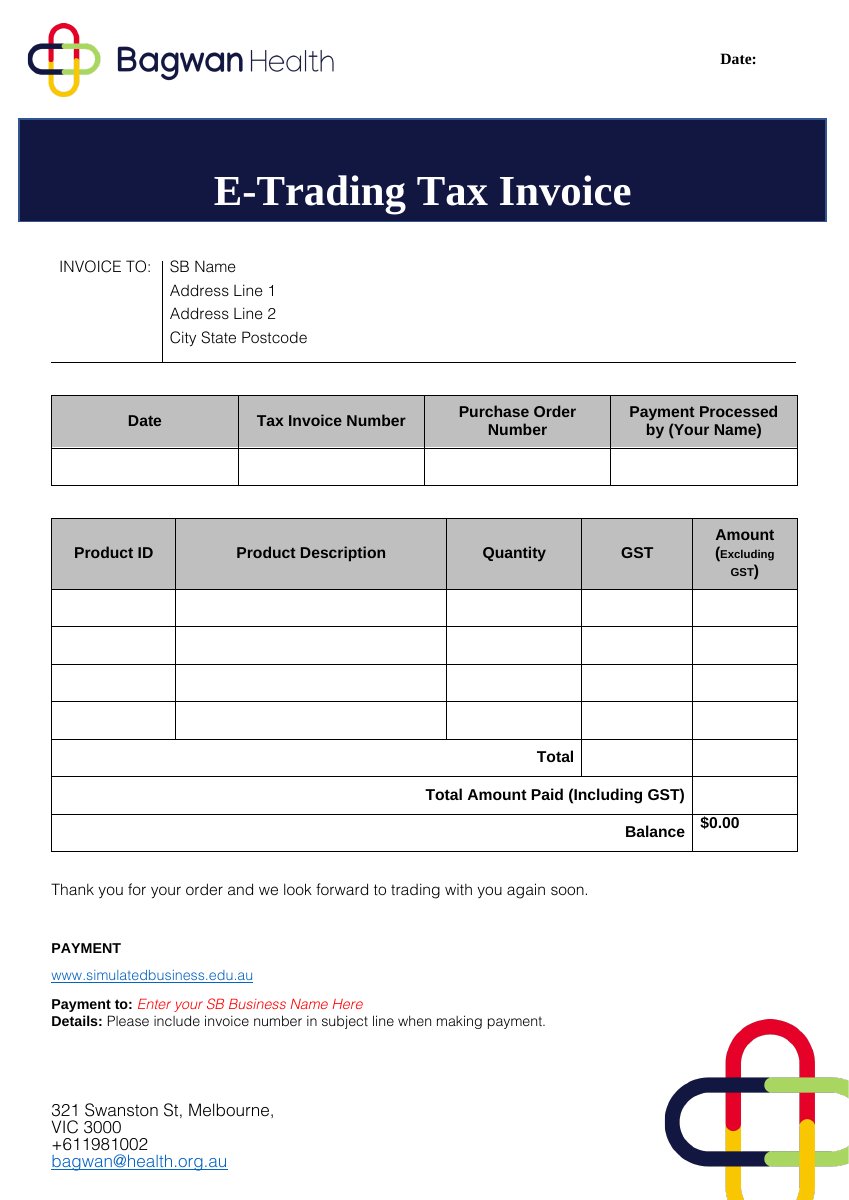 Bagwan Health
Date:
E-Trading Tax Invoice
INVOICE TO: SB Name
Address Line 1
Address Line 2
City State Postcode
Date Tax Invoice Number Purchase Order Number Payment Processed by (Your Name)
Product ID Product Description Quantity GST Amount (Excluding GST)
Total
Total Amount Paid (Including GST)
Balance $0.00
Thank you for your order and we look forward to trading with you again soon.
PAYMENT
www.simulatedbusiness.edu.au
Payment to: Enter your SB Business Name Here
Details: Please include invoice number in subject line when making payment.
321 Swanston St, Melbourne,
VIC 3000
+611981002
bagwan@health.org.au